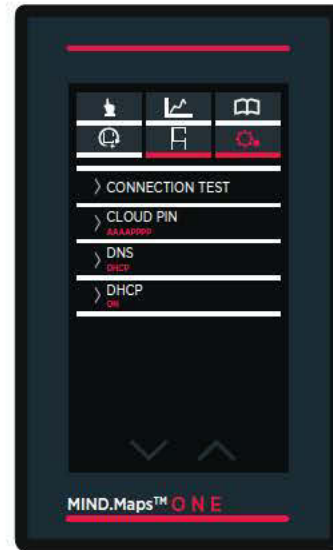 CONNECTION TEST
CLOUD PIN
AAAAPPPP
DNS
DHCP
DHCP
ON
MIND.Maps™ ONE